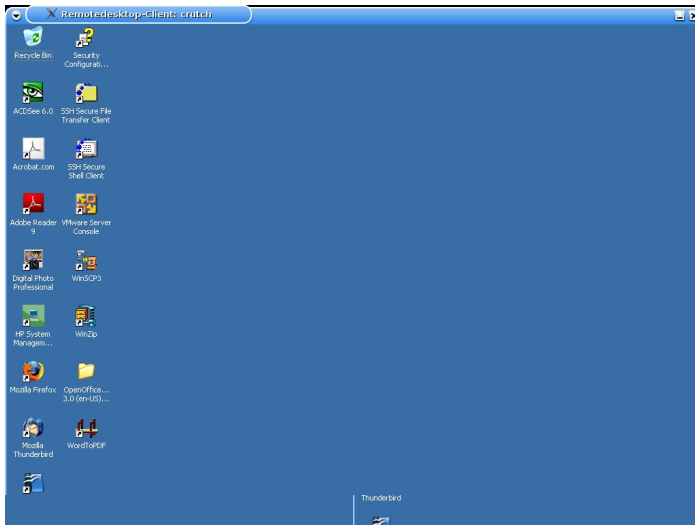 Remotedesktop-Client: crutch
Recycle Bin
Security
Configurati...
ACDSee 6.0
SSH Secure File
Transfer Client
Acrobat.com
SSH Secure
Shell Client
Adobe Reader
9
VMware Server
Console
Digital Photo
Professional
WinSCP3
HP System
Managem...
WinZip
Mozilla Firefox
OpenOffice...
3.0 (en-US)...
Mozilla
Thunderbird
WordToPDF
Thunderbird